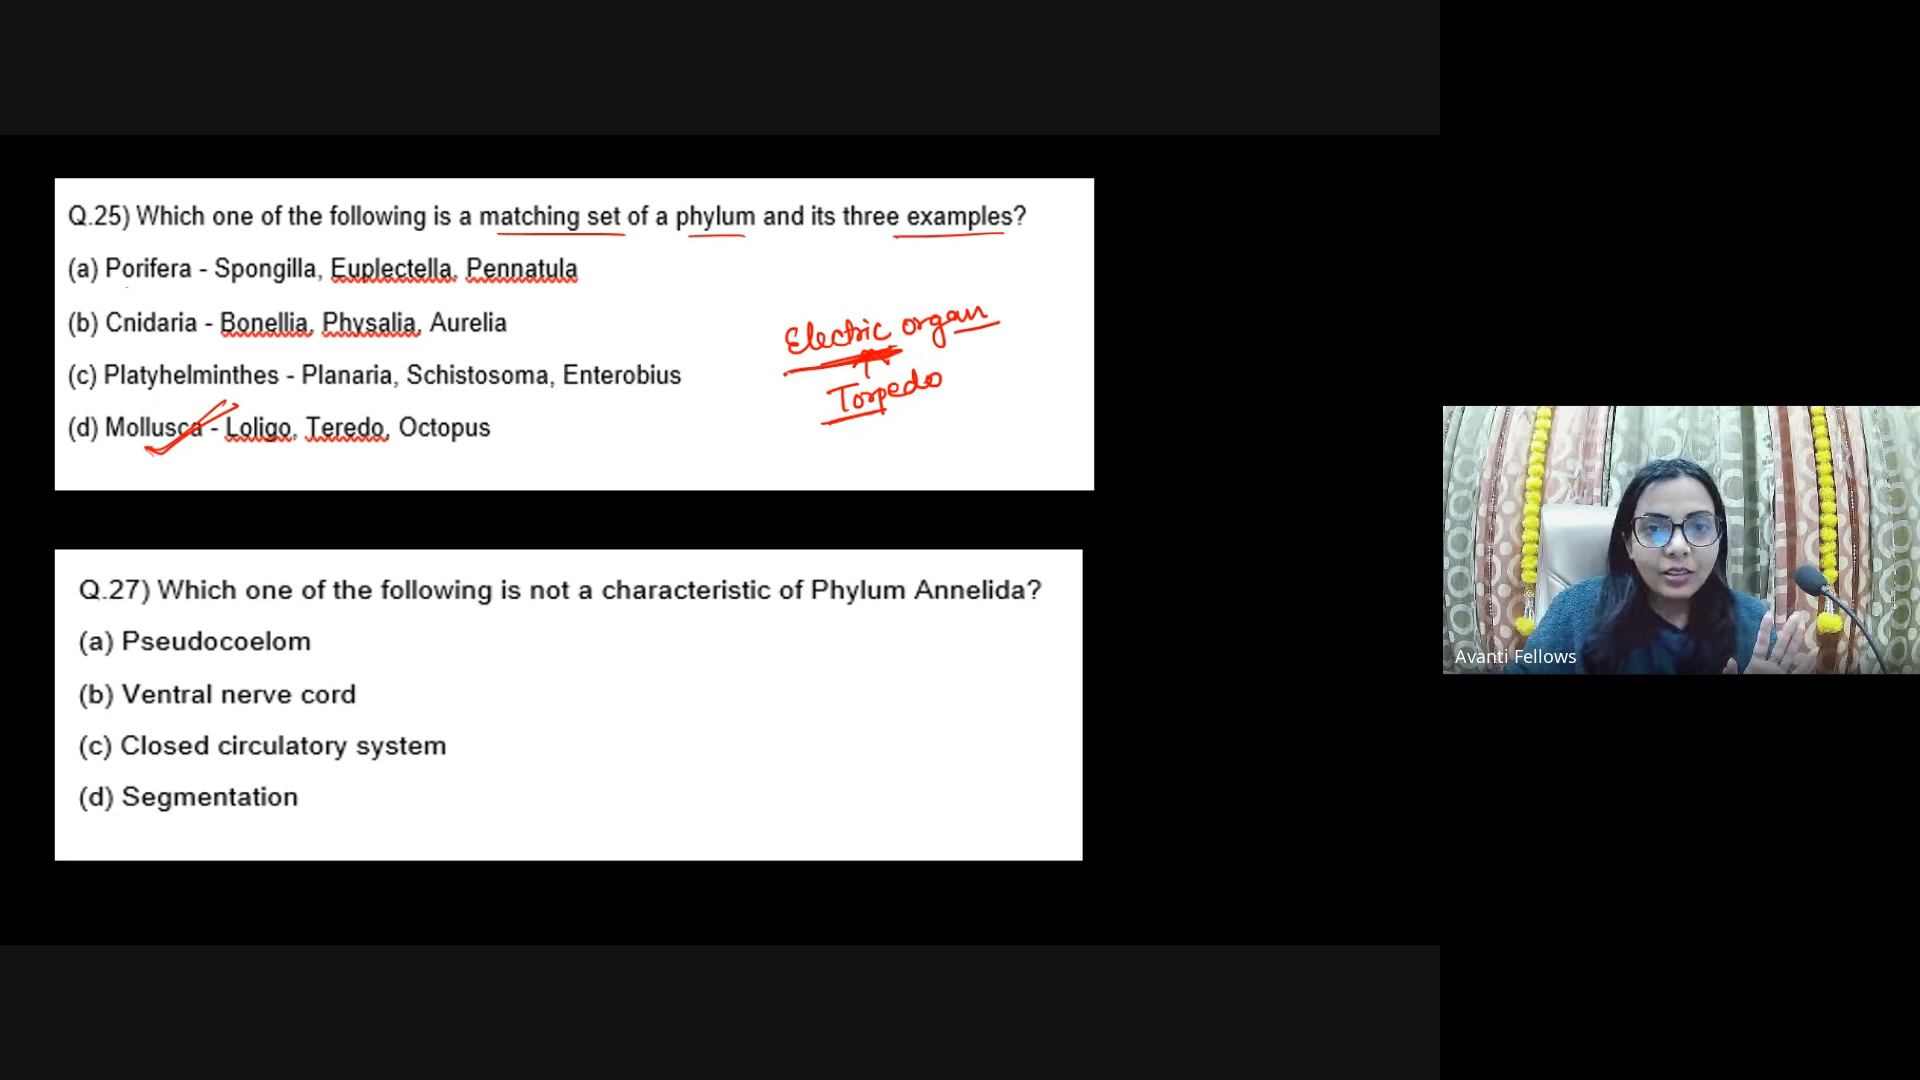 Q.25) Which one of the following is a matching set of a phylum and its three examples?
(a) Porifera - Spongilla, Euplectella, Pennatula
(b) Cnidaria - Bonellia, Physalia, Aurelia
(c) Platyhelminthes - Planaria, Schistosoma, Enterobius
(d) Mollusca - Loligo, Teredo, Octopus
Electric organ
Torpedo
Q.27) Which one of the following is not a characteristic of Phylum Annelida?
(a) Pseudocoelom
(b) Ventral nerve cord
(c) Closed circulatory system
(d) Segmentation
Avanti Fellows